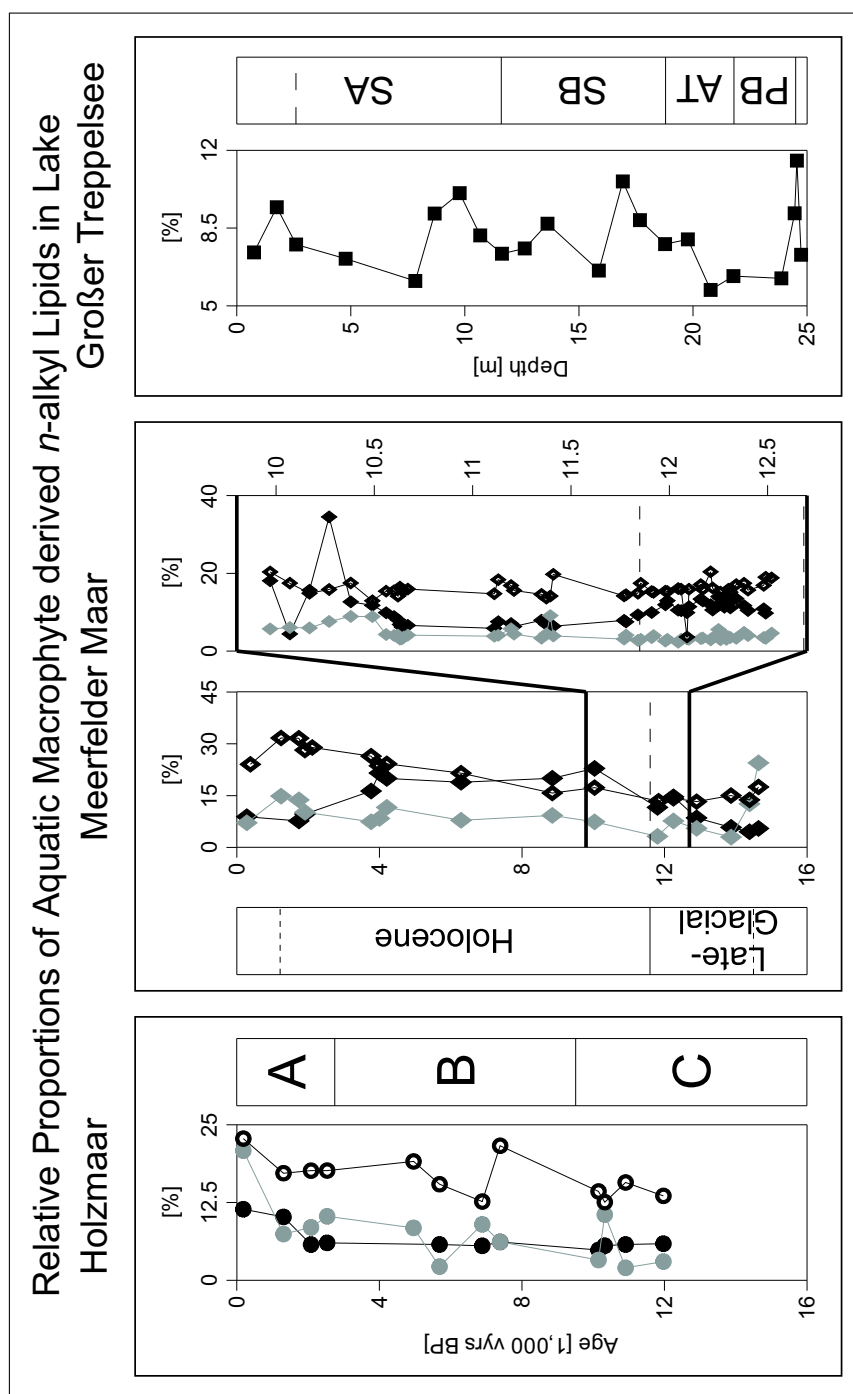 Relative Proportions of Aquatic Macrophyte derived n-alkyl Lipids in Lake
Holzmaar
Meerfelder Maar
Großer Treppelsee
[%]
0
12.5
25
0
4
8
12
16
Age [1,000 vyrs BP]
A
B
C
Holocene
Late-
Glacial
[%]
0
15
30
45
0
4
8
12
16
[%]
0
20
40
10
10.5
11
11.5
12
12.5
[%]
5
8.5
12
0
5
10
15
20
25
Depth [m]
SA
SB
AT
PB